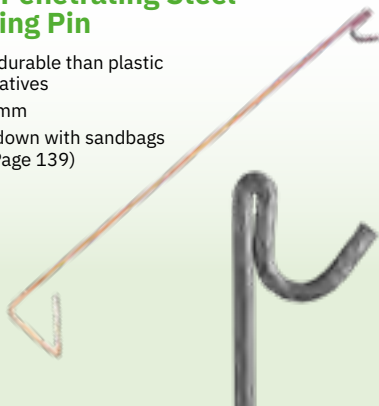 Penetrating Steel
ing Pin
durable than plastic
atives
mm
down with sandbags
age 139)